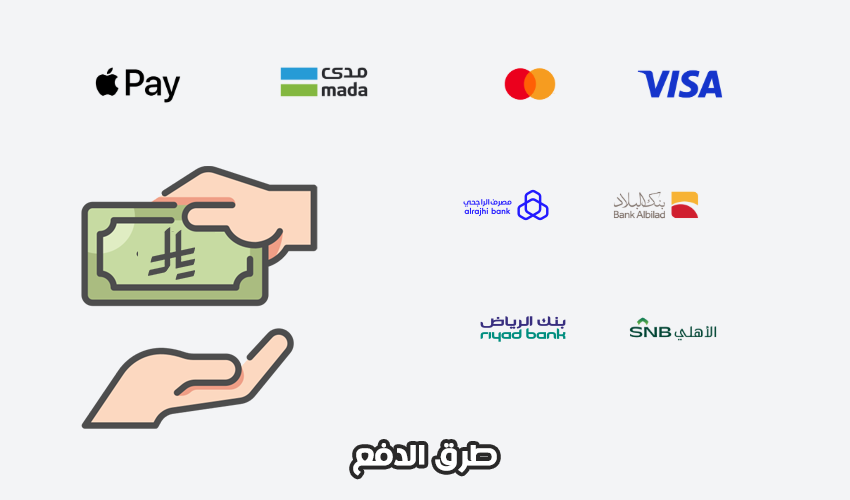 Pay
مدى
mada
VISA
مصرف الراجحي
alrajhi bank
بنك البلاد
Bank Albilad
بنك الرياض
riyad bank
SNB الأهلي
طرق الدفع